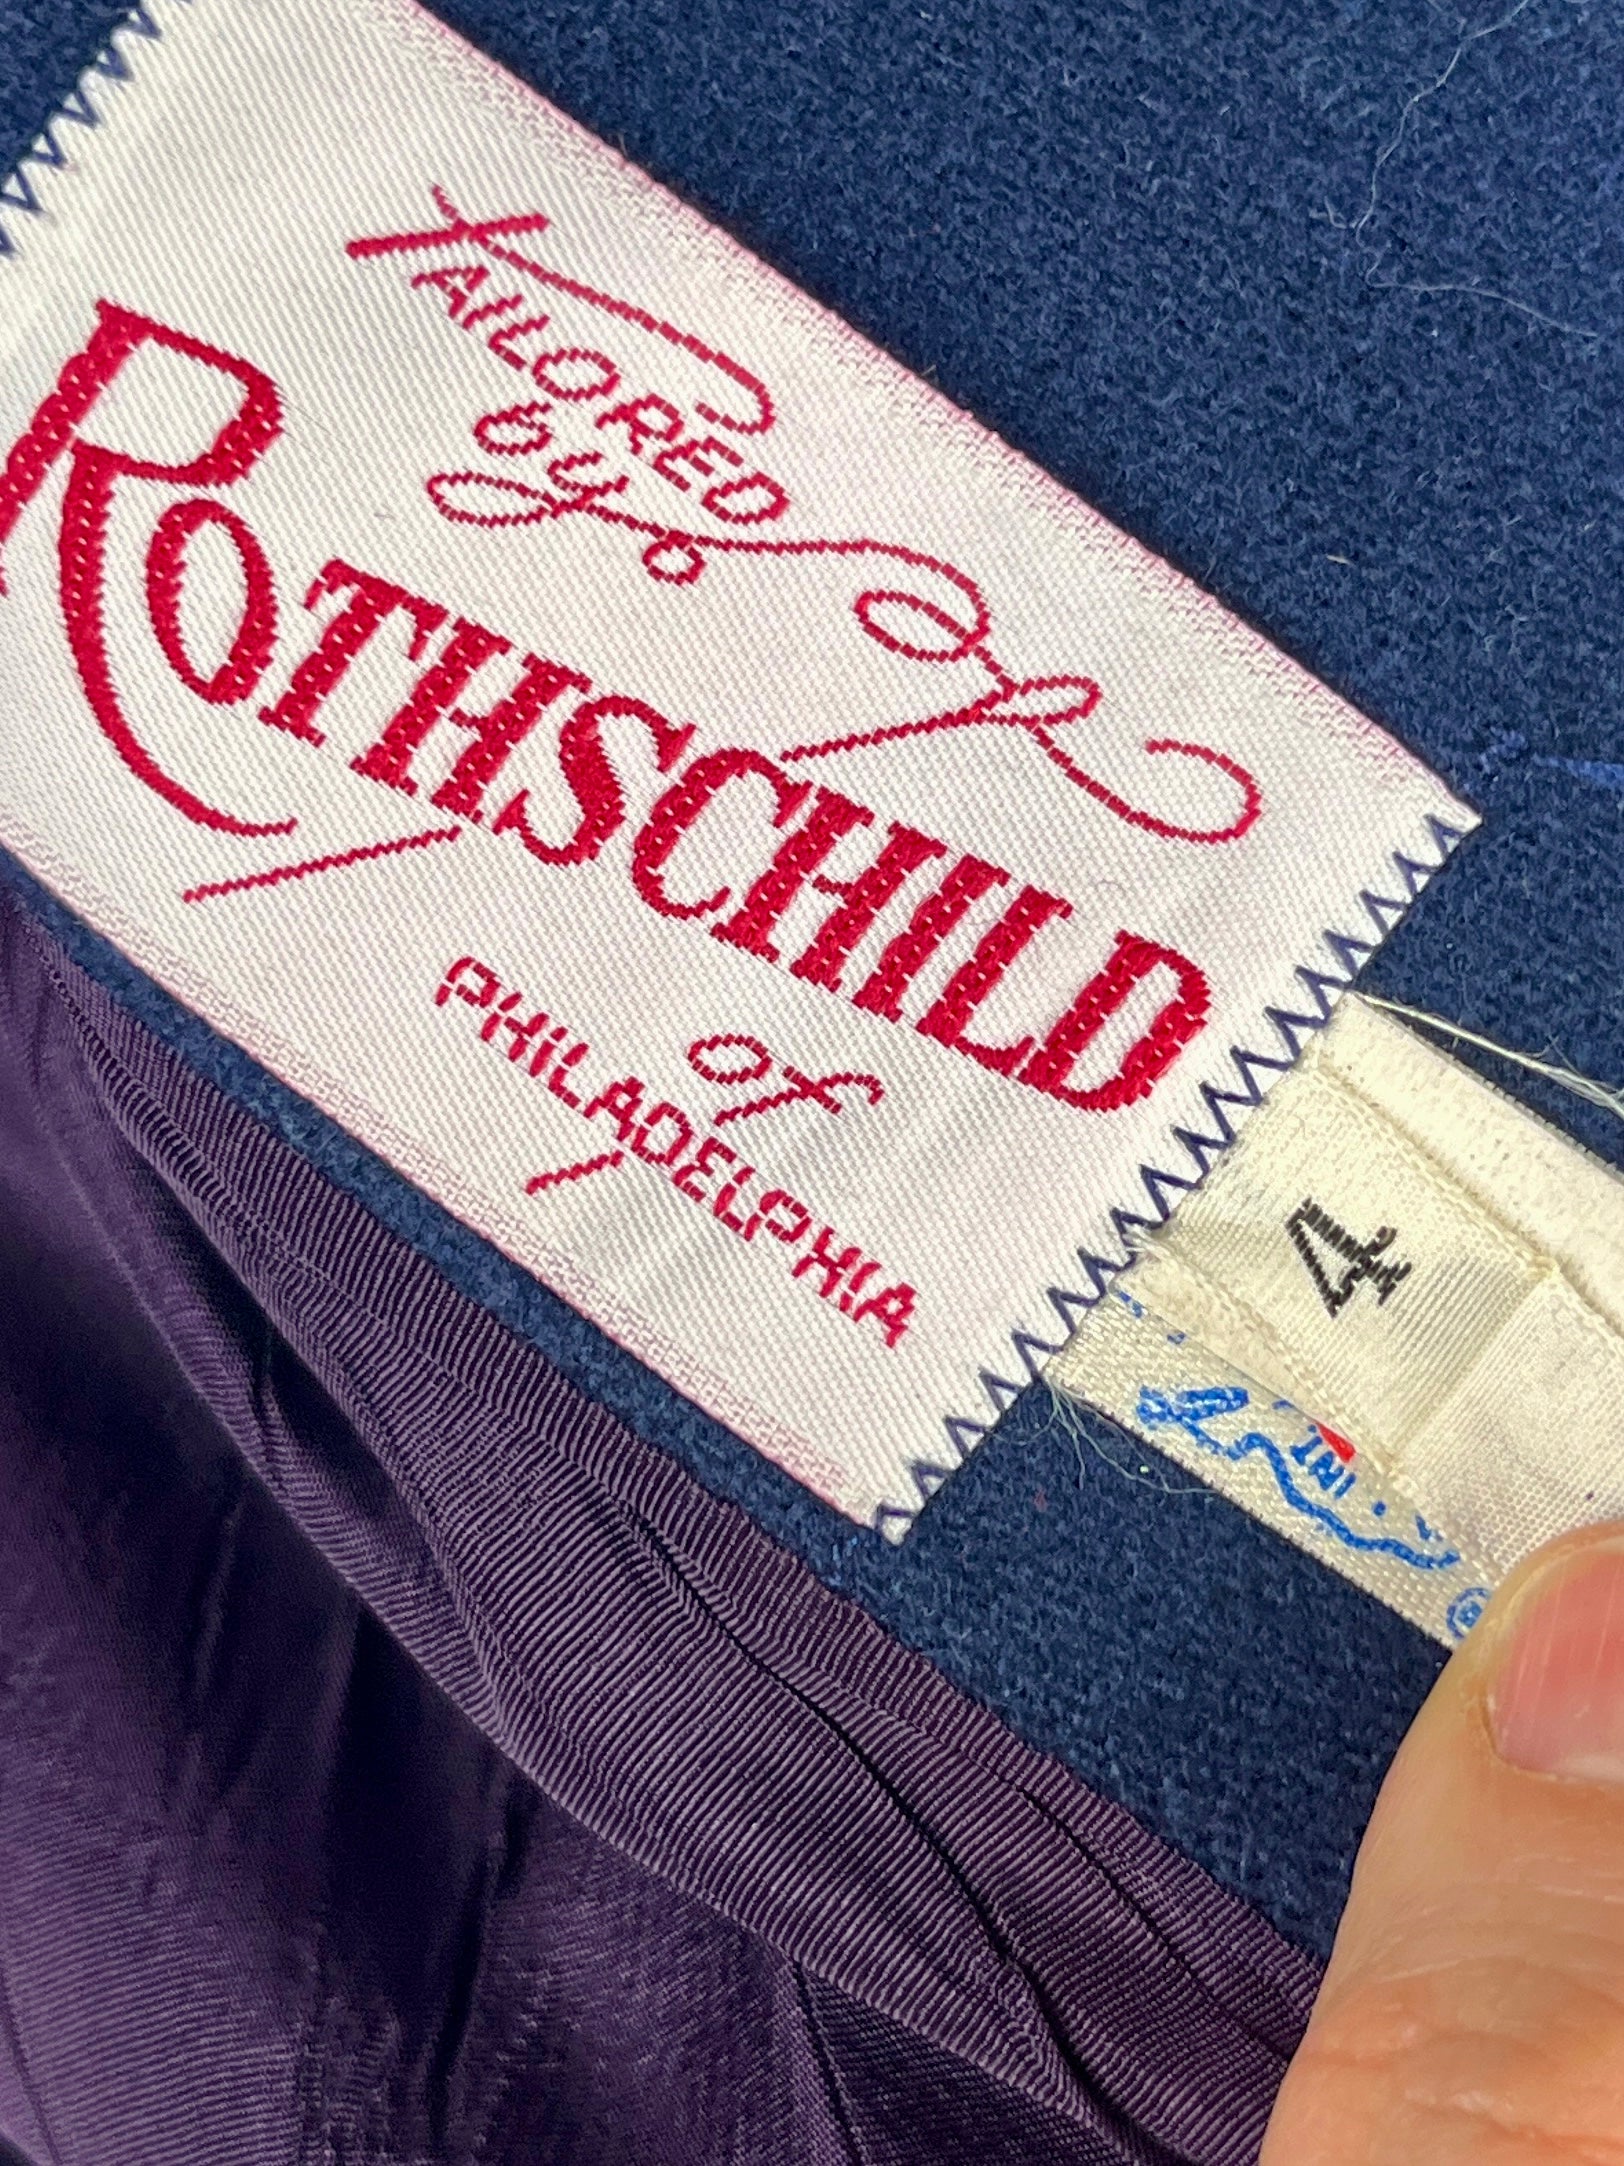 TAILORED
by
ROTHSCHILD
of
PHILADELPHIA
4
®